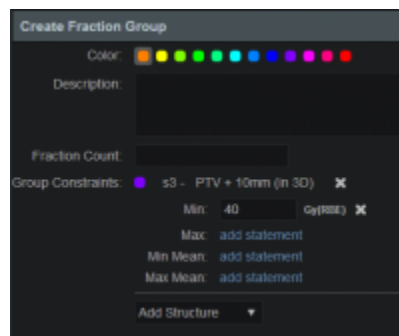 Create Fraction Group
Color:
Description:
Fraction Count:
Group Constraints: s3 - PTV + 10mm (in 3D) ✖
Min: 40 Gy(RBE) ✖
Max: add statement
Min Mean: add statement
Max Mean: add statement
Add Structure ▼